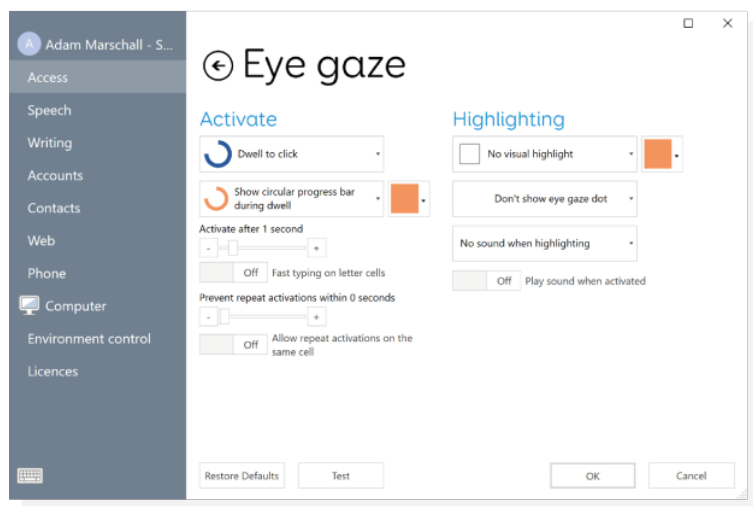 A Adam Marschall - S...
Access
Speech
Writing
Accounts
Contacts
Web
Phone
Computer
Environment control
Licences
Eye gaze
Activate
Dwell to click
Show circular progress bar
during dwell
Activate after 1 second
- +
Off Fast typing on letter cells
Prevent repeat activations within 0 seconds
- +
Off Allow repeat activations on the
same cell
Highlighting
No visual highlight
Don't show eye gaze dot
No sound when highlighting
Off Play sound when activated
Restore Defaults
Test
OK
Cancel